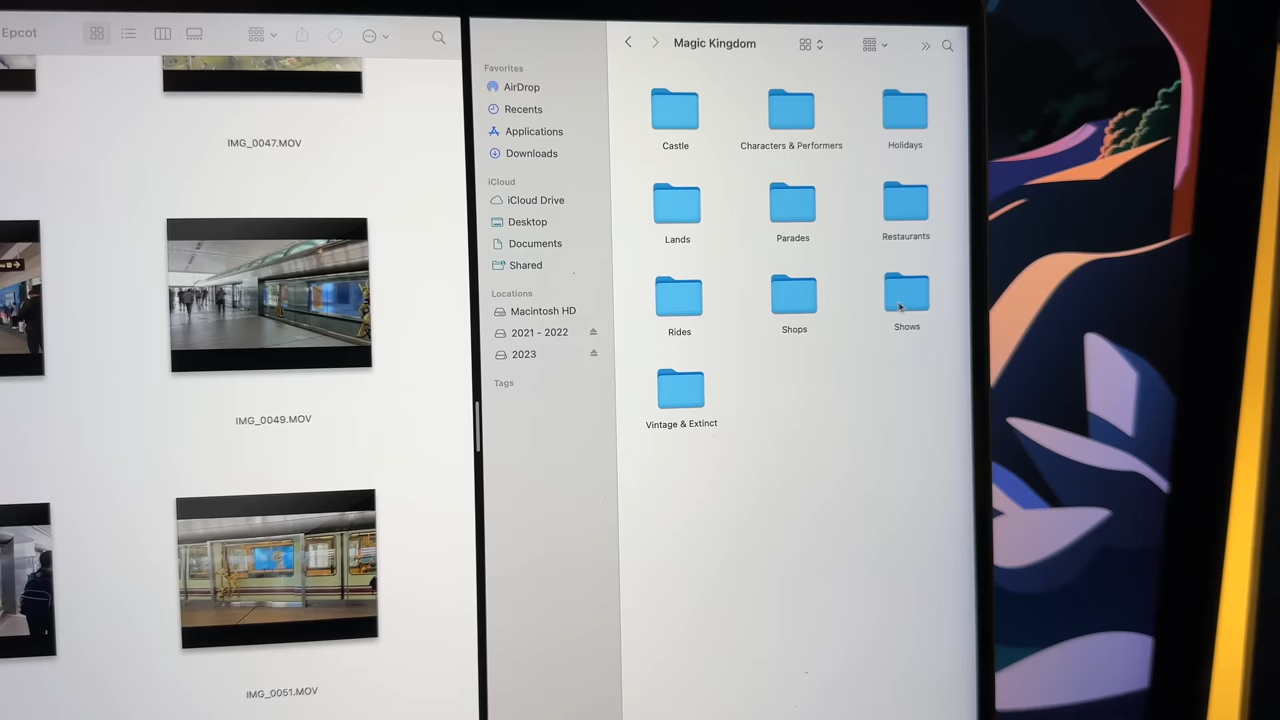 Epcot
IMG_0047.MOV
IMG_0049.MOV
IMG_0051.MOV
Favorites
AirDrop
Recents
Applications
Downloads
iCloud
iCloud Drive
Desktop
Documents
Shared
Locations
Macintosh HD
2021 - 2022
2023
Tags
Magic Kingdom
Castle
Characters & Performers
Holidays
Lands
Parades
Restaurants
Rides
Shops
Shows
Vintage & Extinct